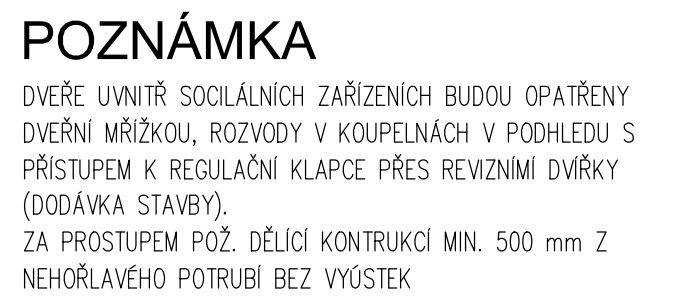 POZNÁMKA
DVEŘE UVNITŘ SOCILÁLNÍCH ZAŘÍZENÍCH BUDOU OPATŘENY
DVEŘNÍ MŘÍŽKOU, ROZVODY V KOUPELNÁCH V PODHLEDU S
PŘÍSTUPEM K REGULAČNÍ KLAPCE PŘES REVIZNÍMÍ DVÍŘKY
(DODÁVKA STAVBY).
ZA PROSTUPEM POŽ. DĚLÍCÍ KONTRUKCÍ MIN. 500 mm Z
NEHOŘLAVÉHO POTRUBÍ BEZ VYÚSTEK